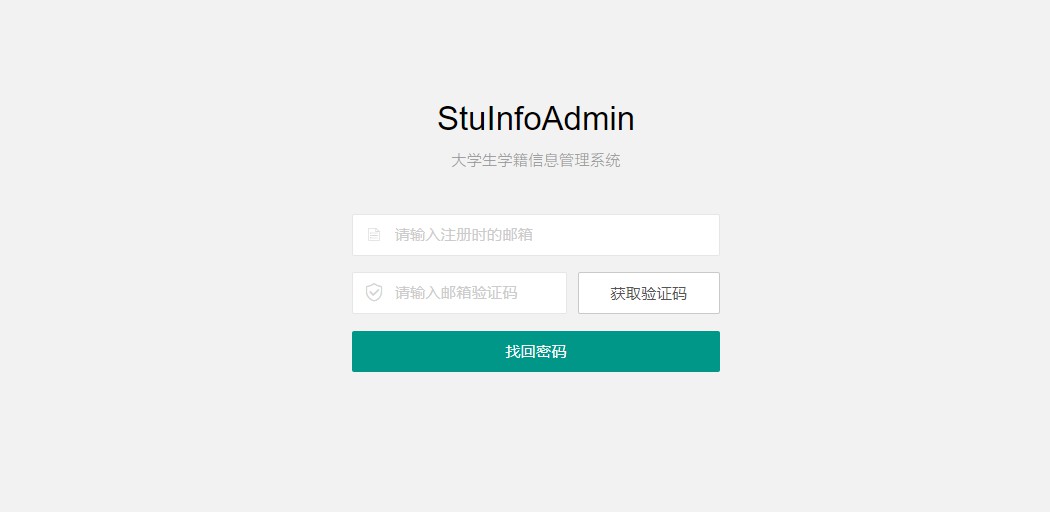 StuInfoAdmin
大学生学籍信息管理系统
请输入注册时的邮箱
请输入邮箱验证码
获取验证码
找回密码